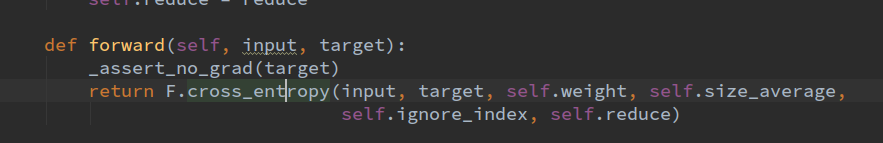 self.reduce = reduce
def forward(self, input, target):
_assert_no_grad(target)
return F.cross_entropy(input, target, self.weight, self.size_average,
self.ignore_index, self.reduce)